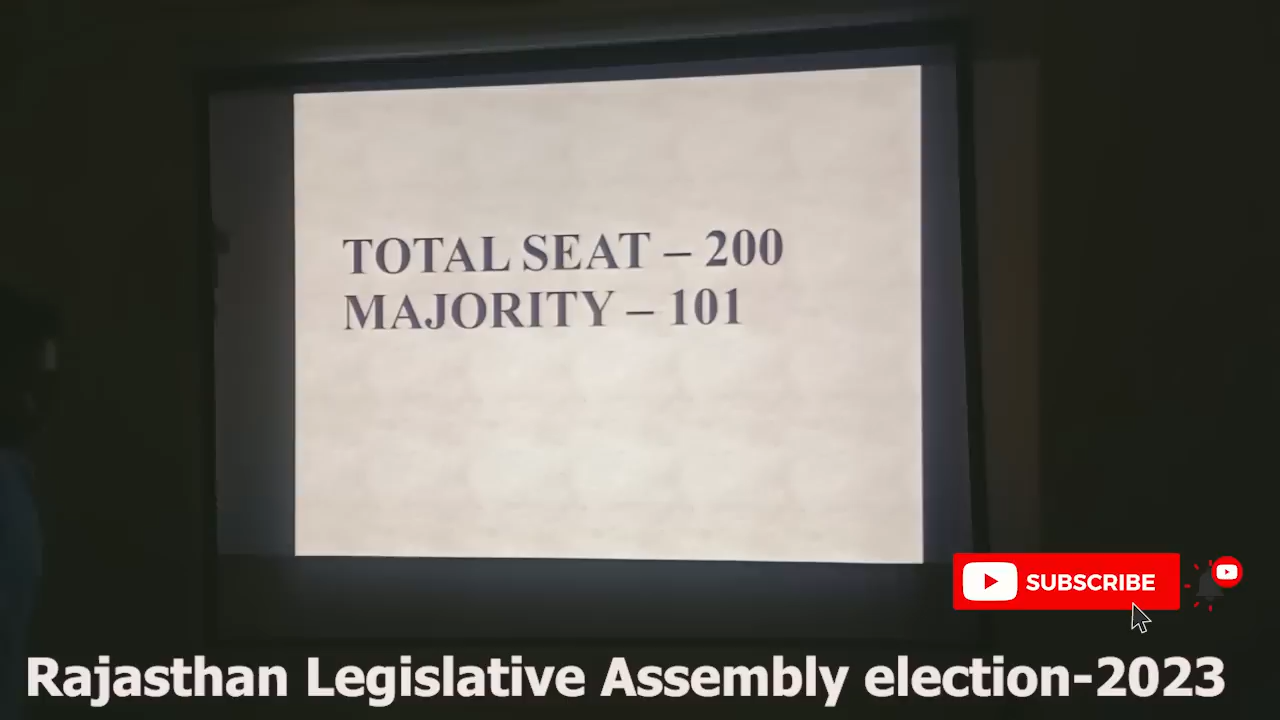 TOTAL SEAT – 200
MAJORITY – 101
SUBSCRIBE
Rajasthan Legislative Assembly election-2023